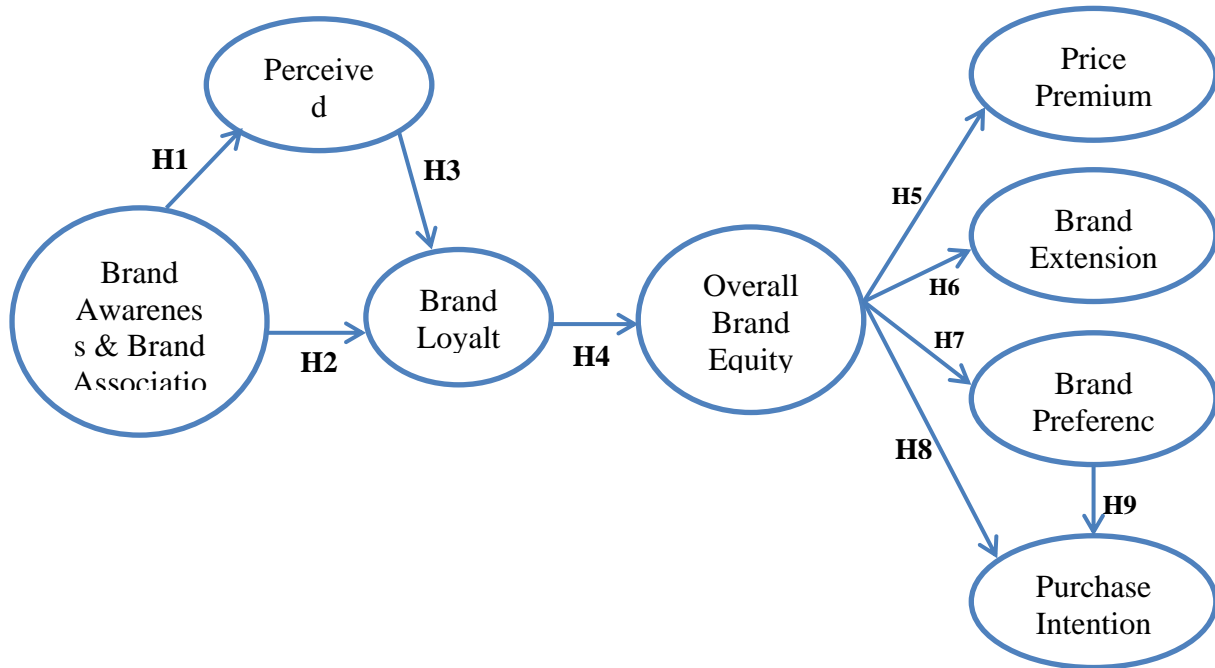 Perceive
d
Price
Premium
H1
H3
Brand
Awarenes
s & Brand
Associatio
H2
Brand
Loyalt
H4
Overall
Brand
Equity
H5
Brand
Extension
H6
H7
Brand
Preferenc
H8
H9
Purchase
Intention